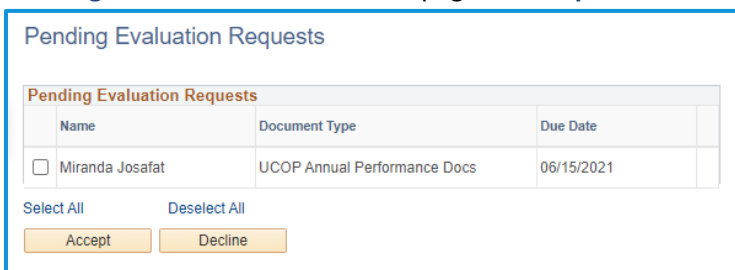 Pending Evaluation Requests
Pending Evaluation Requests
Name Document Type Due Date
Miranda Josafat UCOP Annual Performance Docs 06/15/2021
Select All Deselect All
Accept Decline